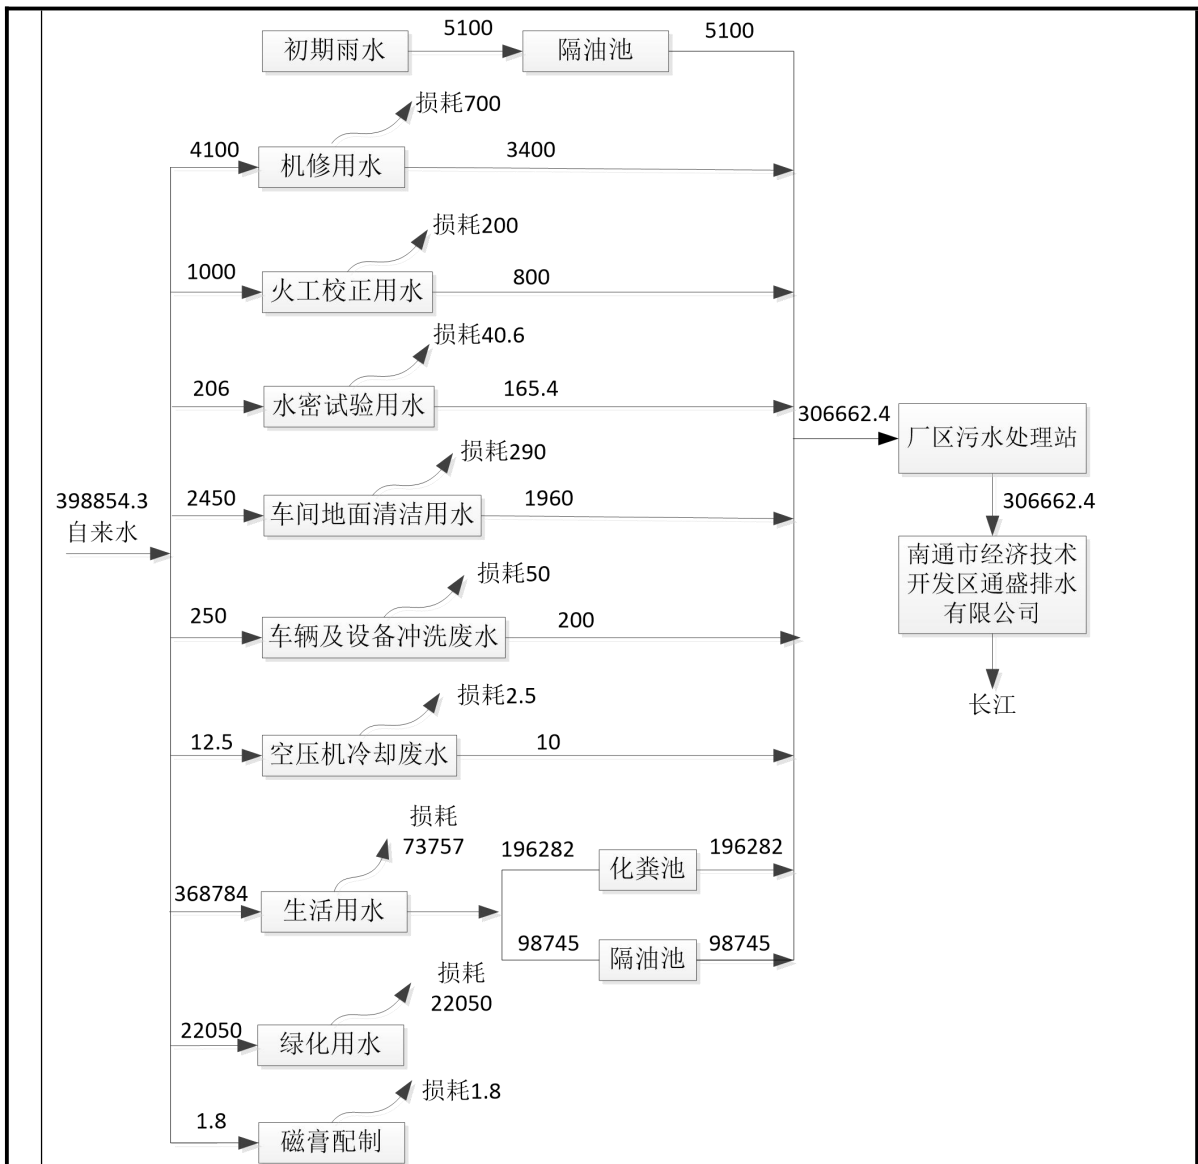 初期雨水
5100
隔油池
5100
损耗700
4100
机修用水
3400
损耗200
1000
火工校正用水
800
损耗40.6
206
水密试验用水
165.4
306662.4
厂区污水处理站
损耗290
398854.3
自来水
2450
车间地面清洁用水
1960
306662.4
南通市经济技术
开发区通盛排水
有限公司
损耗50
250
车辆及设备冲洗废水
200
长江
损耗2.5
12.5
空压机冷却废水
10
损耗
73757
368784
生活用水
196282
化粪池
196282
98745
隔油池
98745
损耗
22050
22050
绿化用水
损耗1.8
1.8
磁膏配制